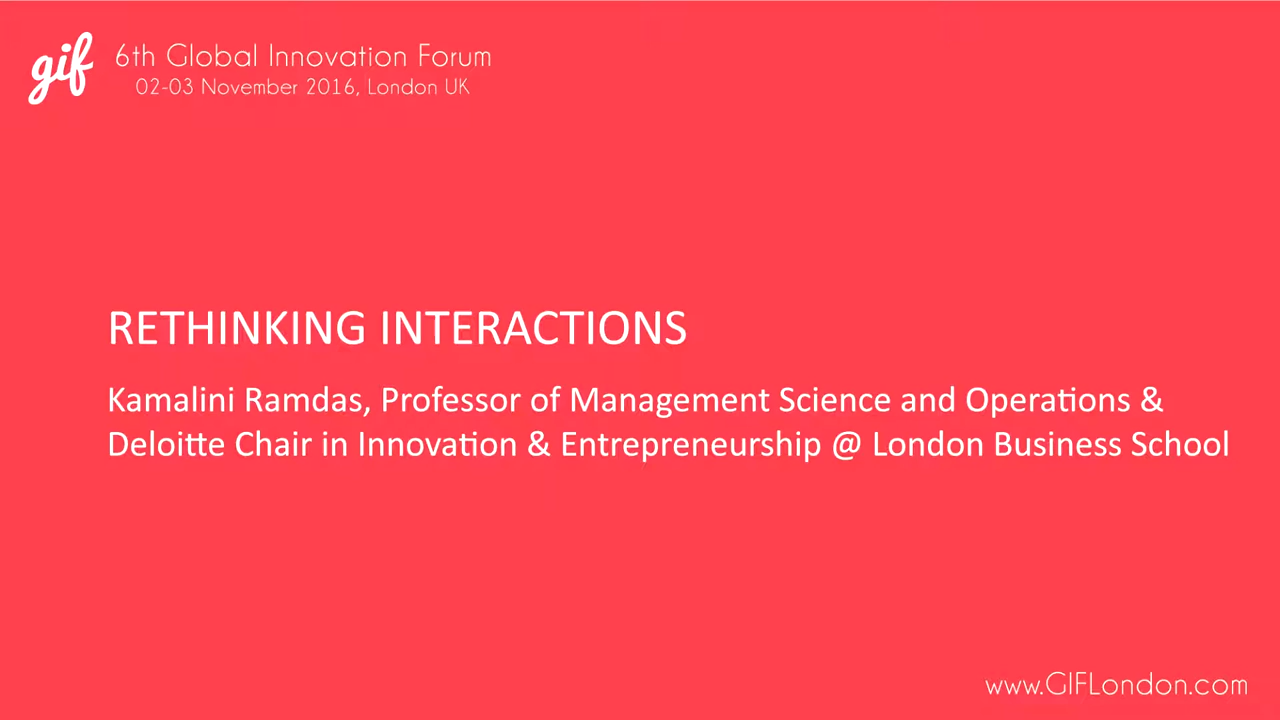 gif
6th Global Innovation Forum
02-03 November 2016, London UK
RETHINKING INTERACTIONS
Kamalini Ramdas, Professor of Management Science and Operations &
Deloitte Chair in Innovation & Entrepreneurship @ London Business School
www.GIFLondon.com